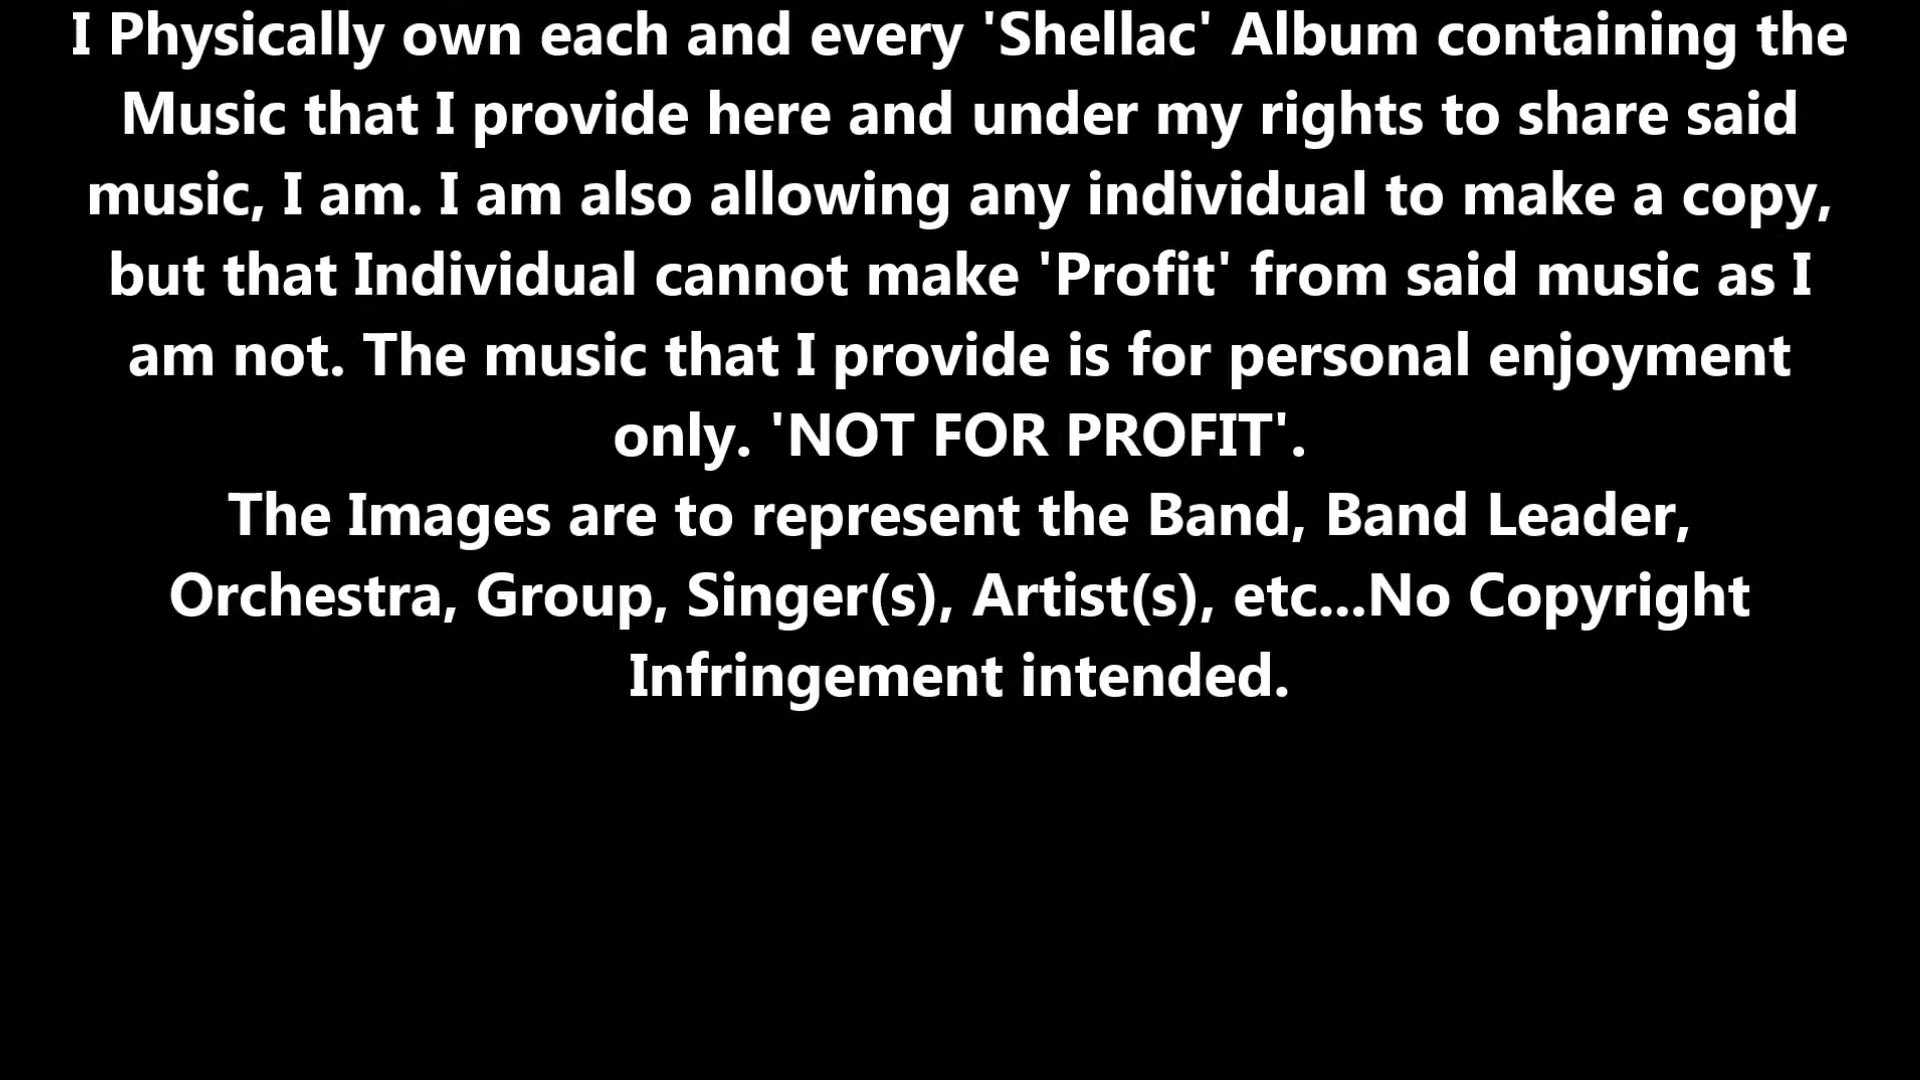 I Physically own each and every 'Shellac' Album containing the
Music that I provide here and under my rights to share said
music, I am. I am also allowing any individual to make a copy,
but that Individual cannot make 'Profit' from said music as I
am not. The music that I provide is for personal enjoyment
only. 'NOT FOR PROFIT'.
The Images are to represent the Band, Band Leader,
Orchestra, Group, Singer(s), Artist(s), etc...No Copyright
Infringement intended.